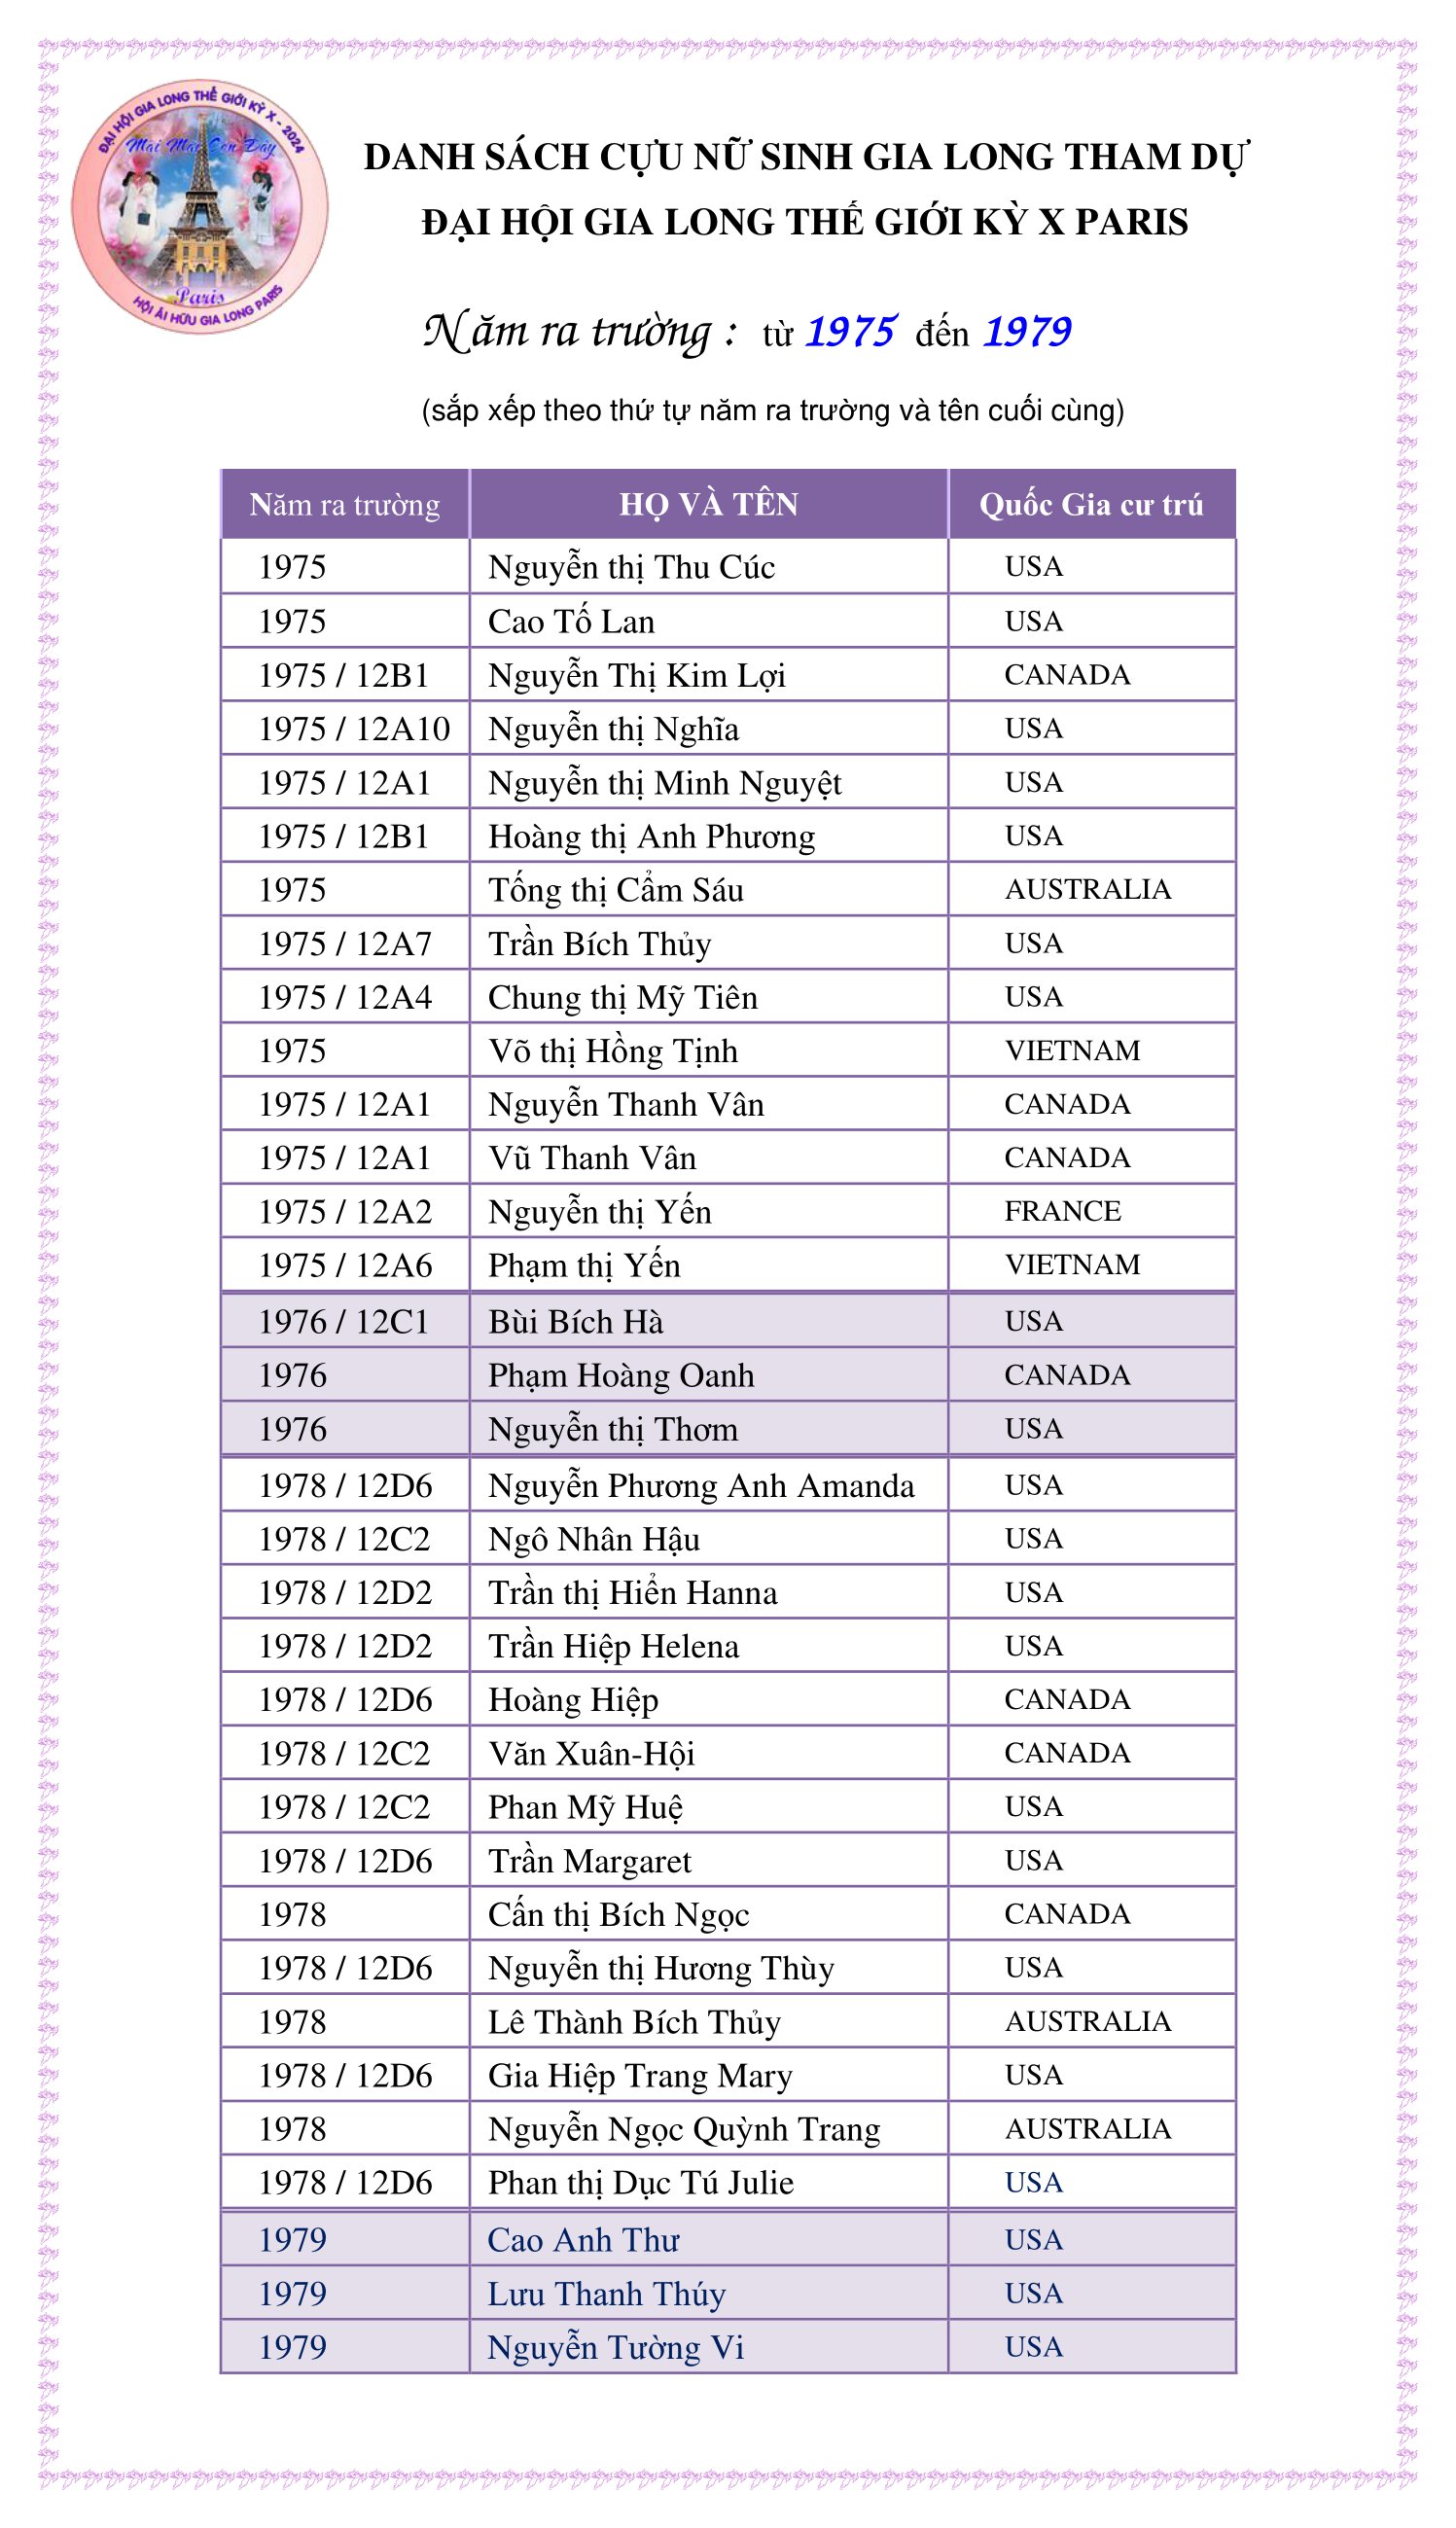 ĐẠI HỘI GIA LONG THẾ GIỚI KỲ X - 2024
Mãi Mãi Còn Đây
Paris
HỘI ÁI HỮU GIA LONG PARIS
DANH SÁCH CỰU NỮ SINH GIA LONG THAM DỰ
ĐẠI HỘI GIA LONG THẾ GIỚI KỲ X PARIS
Năm ra trường : từ 1975 đến 1979
(sắp xếp theo thứ tự năm ra trường và tên cuối cùng)
Năm ra trường HỌ VÀ TÊN Quốc Gia cư trú
1975 Nguyễn thị Thu Cúc USA
1975 Cao Tố Lan USA
1975 / 12B1 Nguyễn Thị Kim Lợi CANADA
1975 / 12A10 Nguyễn thị Nghĩa USA
1975 / 12A1 Nguyễn thị Minh Nguyệt USA
1975 / 12B1 Hoàng thị Anh Phương USA
1975 Tống thị Cẩm Sáu AUSTRALIA
1975 / 12A7 Trần Bích Thủy USA
1975 / 12A4 Chung thị Mỹ Tiên USA
1975 Võ thị Hồng Tịnh VIETNAM
1975 / 12A1 Nguyễn Thanh Vân CANADA
1975 / 12A1 Vũ Thanh Vân CANADA
1975 / 12A2 Nguyễn thị Yến FRANCE
1975 / 12A6 Phạm thị Yến VIETNAM
1976 / 12C1 Bùi Bích Hà USA
1976 Phạm Hoàng Oanh CANADA
1976 Nguyễn thị Thơm USA
1978 / 12D6 Nguyễn Phương Anh Amanda USA
1978 / 12C2 Ngô Nhân Hậu USA
1978 / 12D2 Trần thị Hiển Hanna USA
1978 / 12D2 Trần Hiệp Helena USA
1978 / 12D6 Hoàng Hiệp CANADA
1978 / 12C2 Văn Xuân-Hội CANADA
1978 / 12C2 Phan Mỹ Huệ USA
1978 / 12D6 Trần Margaret USA
1978 Cấn thị Bích Ngọc CANADA
1978 / 12D6 Nguyễn thị Hương Thùy USA
1978 Lê Thành Bích Thủy AUSTRALIA
1978 / 12D6 Gia Hiệp Trang Mary USA
1978 Nguyễn Ngọc Quỳnh Trang AUSTRALIA
1978 / 12D6 Phan thị Dục Tú Julie USA
1979 Cao Anh Thư USA
1979 Lưu Thanh Thúy USA
1979 Nguyễn Tường Vi USA